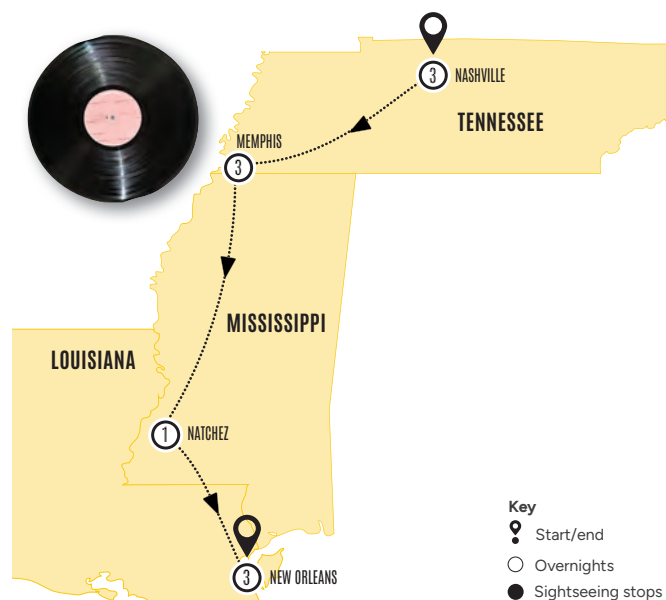 3 NASHVILLE
TENNESSEE
MEMPHIS
3
MISSISSIPPI
LOUISIANA
1 NATCHEZ
3 NEW ORLEANS
Key
Start/end
Overnights
Sightseeing stops